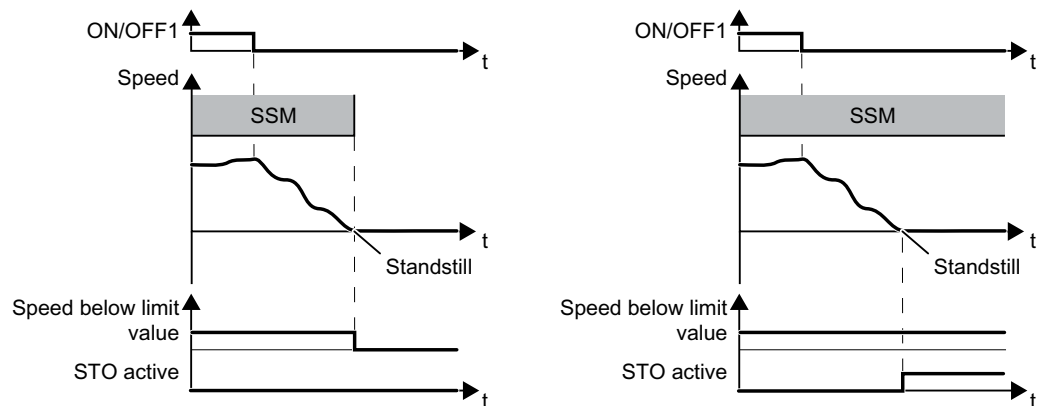 ON/OFF1
t
Speed
SSM
t
Standstill
Speed below limit
value
STO active
t
ON/OFF1
t
Speed
SSM
t
Standstill
Speed below limit
value
STO active
t